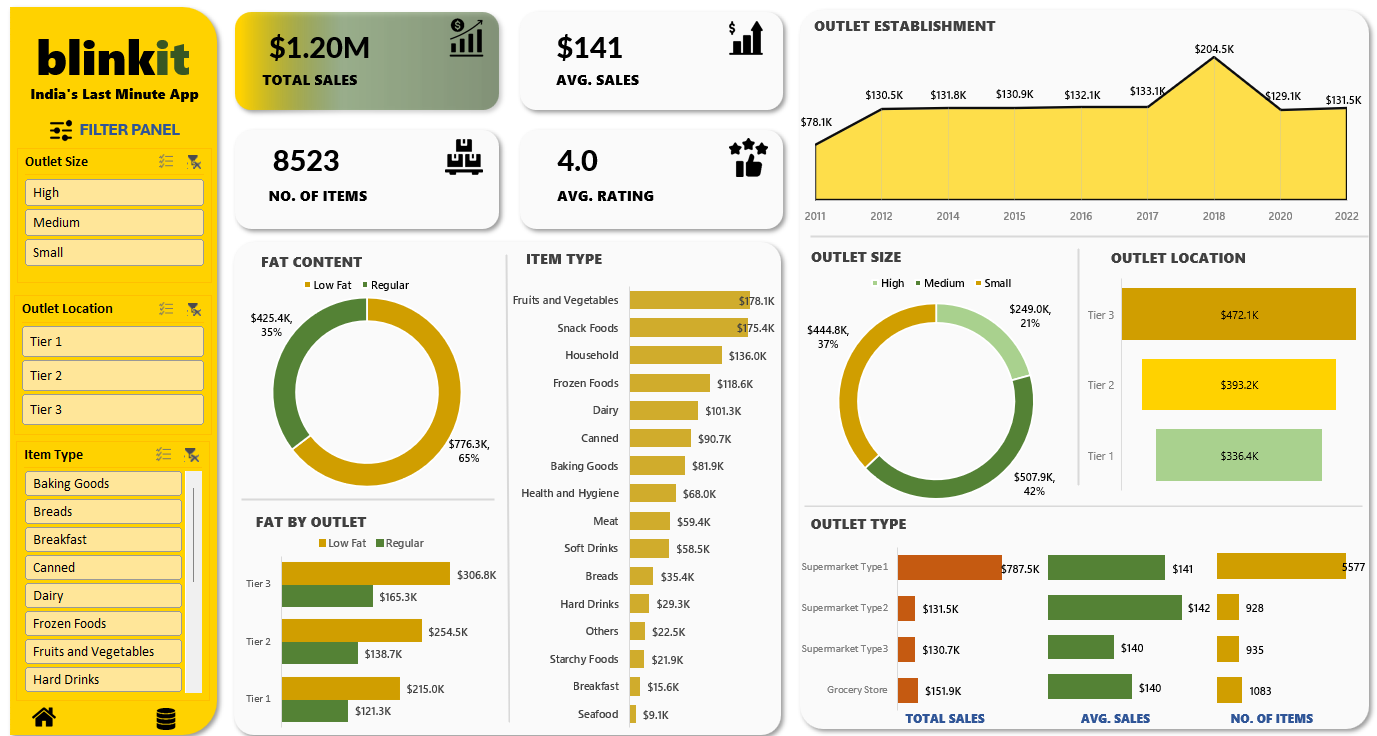 blinkit
India's Last Minute App
FILTER PANEL
Outlet Size
High
Medium
Small
Outlet Location
Tier 1
Tier 2
Tier 3
Item Type
Baking Goods
Breads
Breakfast
Canned
Dairy
Frozen Foods
Fruits and Vegetables
Hard Drinks
$1.20M
TOTAL SALES
$
$141
AVG. SALES
$
8523
NO. OF ITEMS
4.0
AVG. RATING
FAT CONTENT
Low Fat Regular
$425.4K,
35%
$776.3K,
65%
FAT BY OUTLET
Low Fat Regular
Tier 3 $306.8K
$165.3K
Tier 2 $254.5K
$138.7K
Tier 1 $215.0K
$121.3K
ITEM TYPE
Fruits and Vegetables $178.1K
Snack Foods $175.4K
Household $136.0K
Frozen Foods $118.6K
Dairy $101.3K
Canned $90.7K
Baking Goods $81.9K
Health and Hygiene $68.0K
Meat $59.4K
Soft Drinks $58.5K
Breads $35.4K
Hard Drinks $29.3K
Others $22.5K
Starchy Foods $21.9K
Breakfast $15.6K
Seafood $9.1K
OUTLET ESTABLISHMENT
$78.1K $130.5K $131.8K $130.9K $132.1K $133.1K $204.5K $129.1K $131.5K
2011 2012 2014 2015 2016 2017 2018 2020 2022
OUTLET SIZE
High Medium Small
$249.0K,
21%
$444.8K,
37%
$507.9K,
42%
OUTLET LOCATION
Tier 3 $472.1K
Tier 2 $393.2K
Tier 1 $336.4K
OUTLET TYPE
Supermarket Type1 $787.5K $141 5577
Supermarket Type2 $131.5K $142 928
Supermarket Type3 $130.7K $140 935
Grocery Store $151.9K $140 1083
TOTAL SALES AVG. SALES NO. OF ITEMS